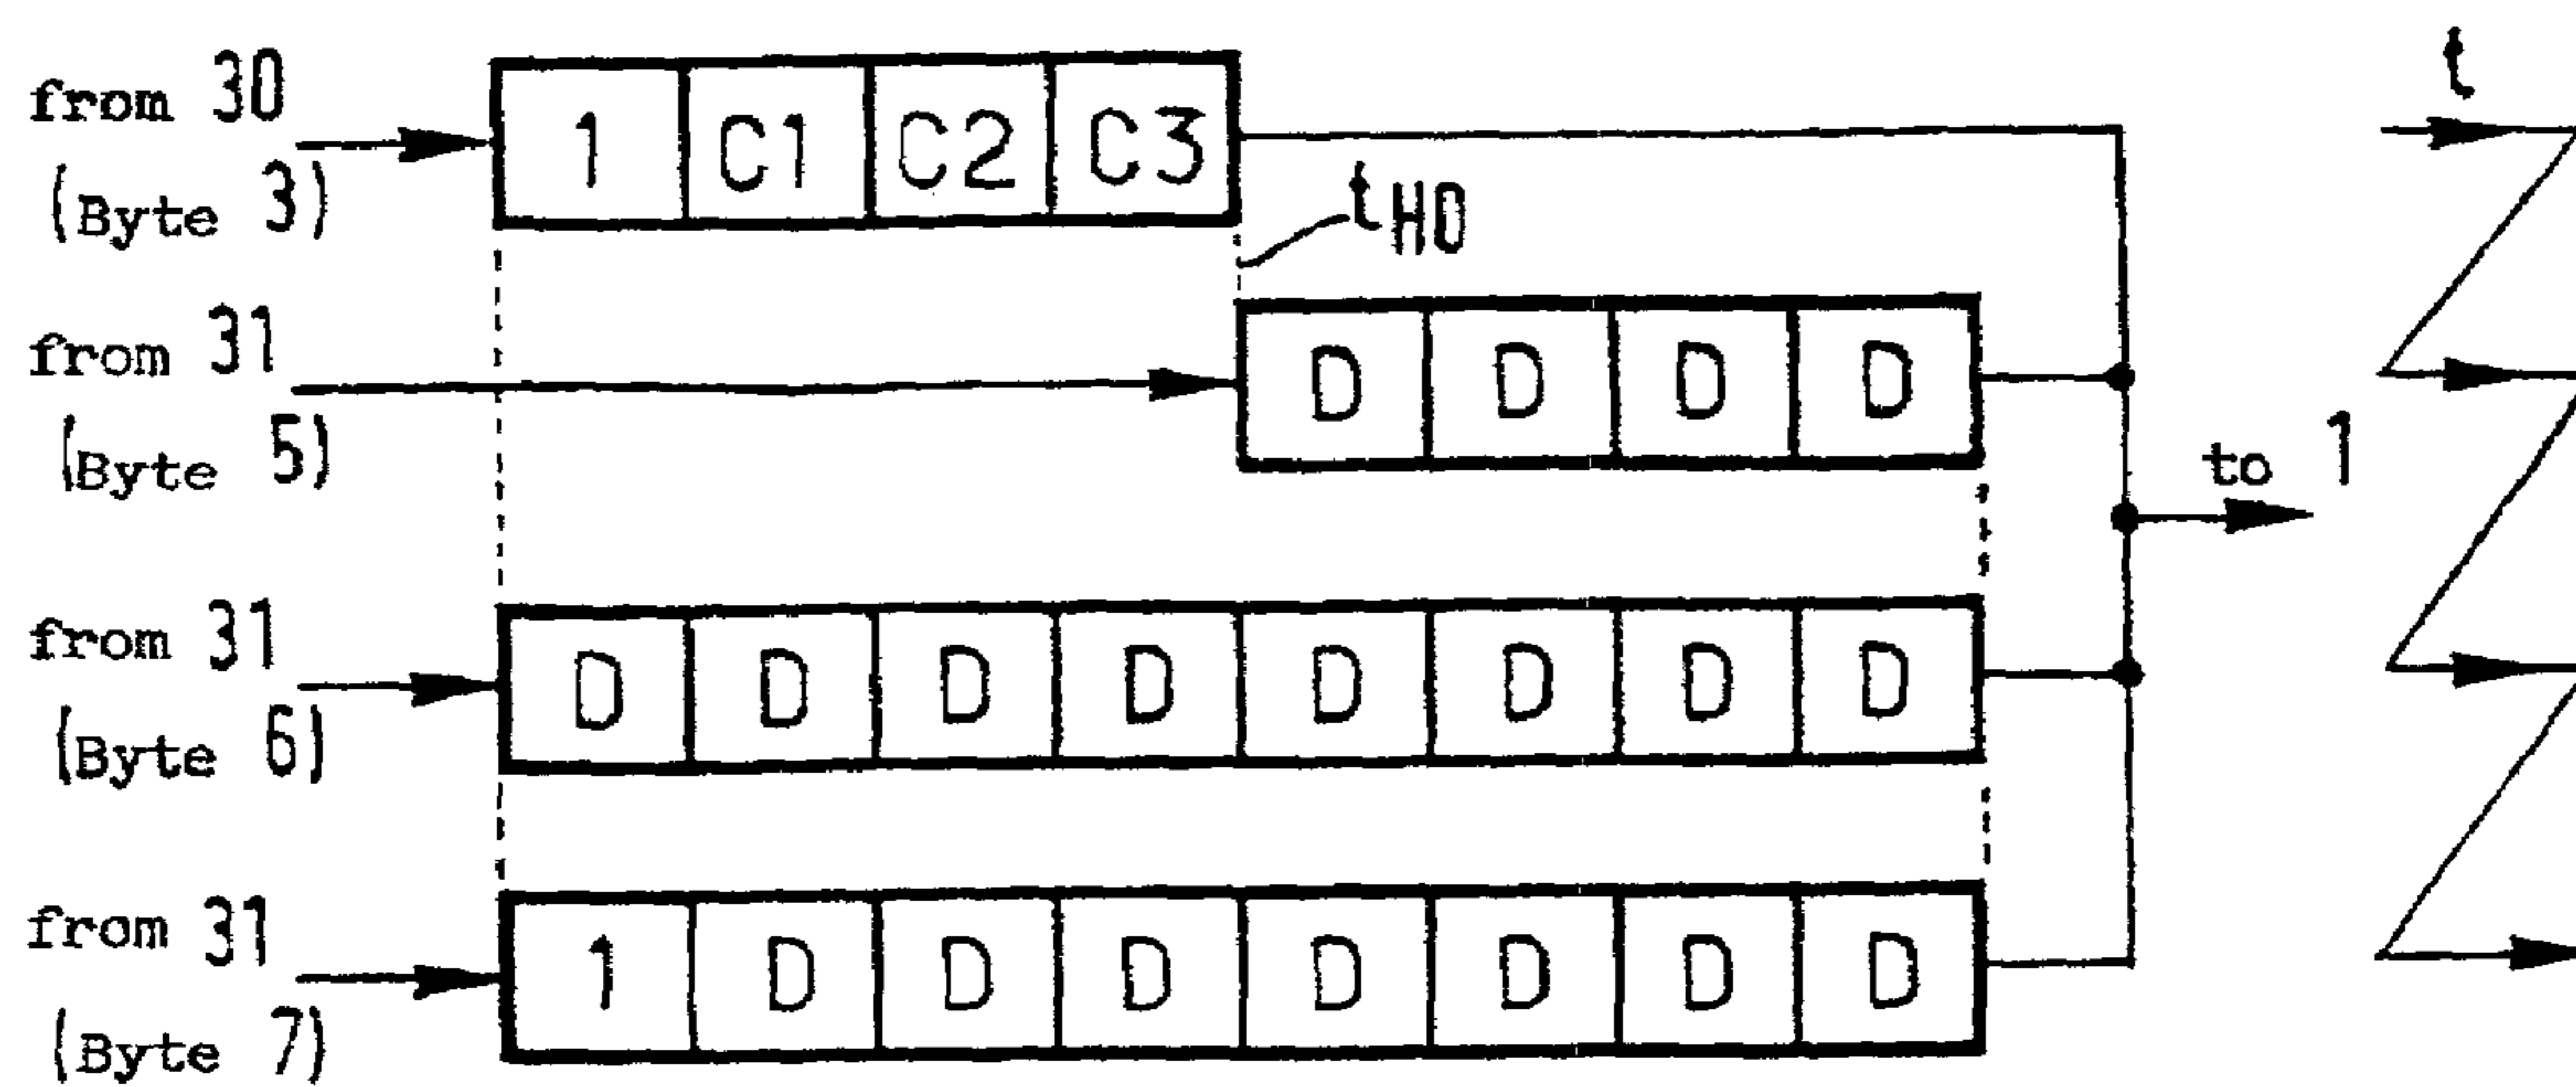 from 30
(Byte 3)
1 C1 C2 C3
t
tHO
from 31
(Byte 5)
D D D D
to 1
from 31
(Byte 6)
D D D D D D D D
from 31
(Byte 7)
1 D D D D D D D